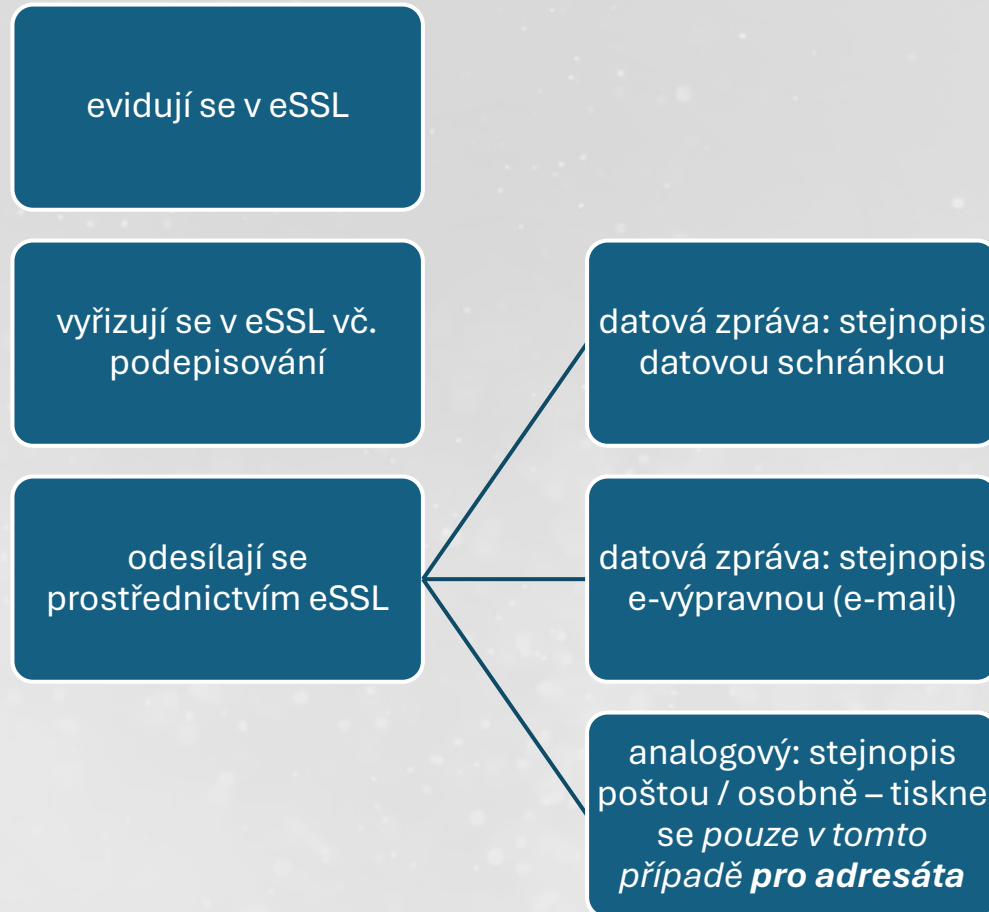 evidují se v eSSL
vyřizují se v eSSL vč.
podepisování
odesílají se
prostřednictvím eSSL
datová zpráva: stejnopis
datovou schránkou
datová zpráva: stejnopis
e-výpravnou (e-mail)
analogový: stejnopis
poštou / osobně – tiskne
se pouze v tomto
případě pro adresáta